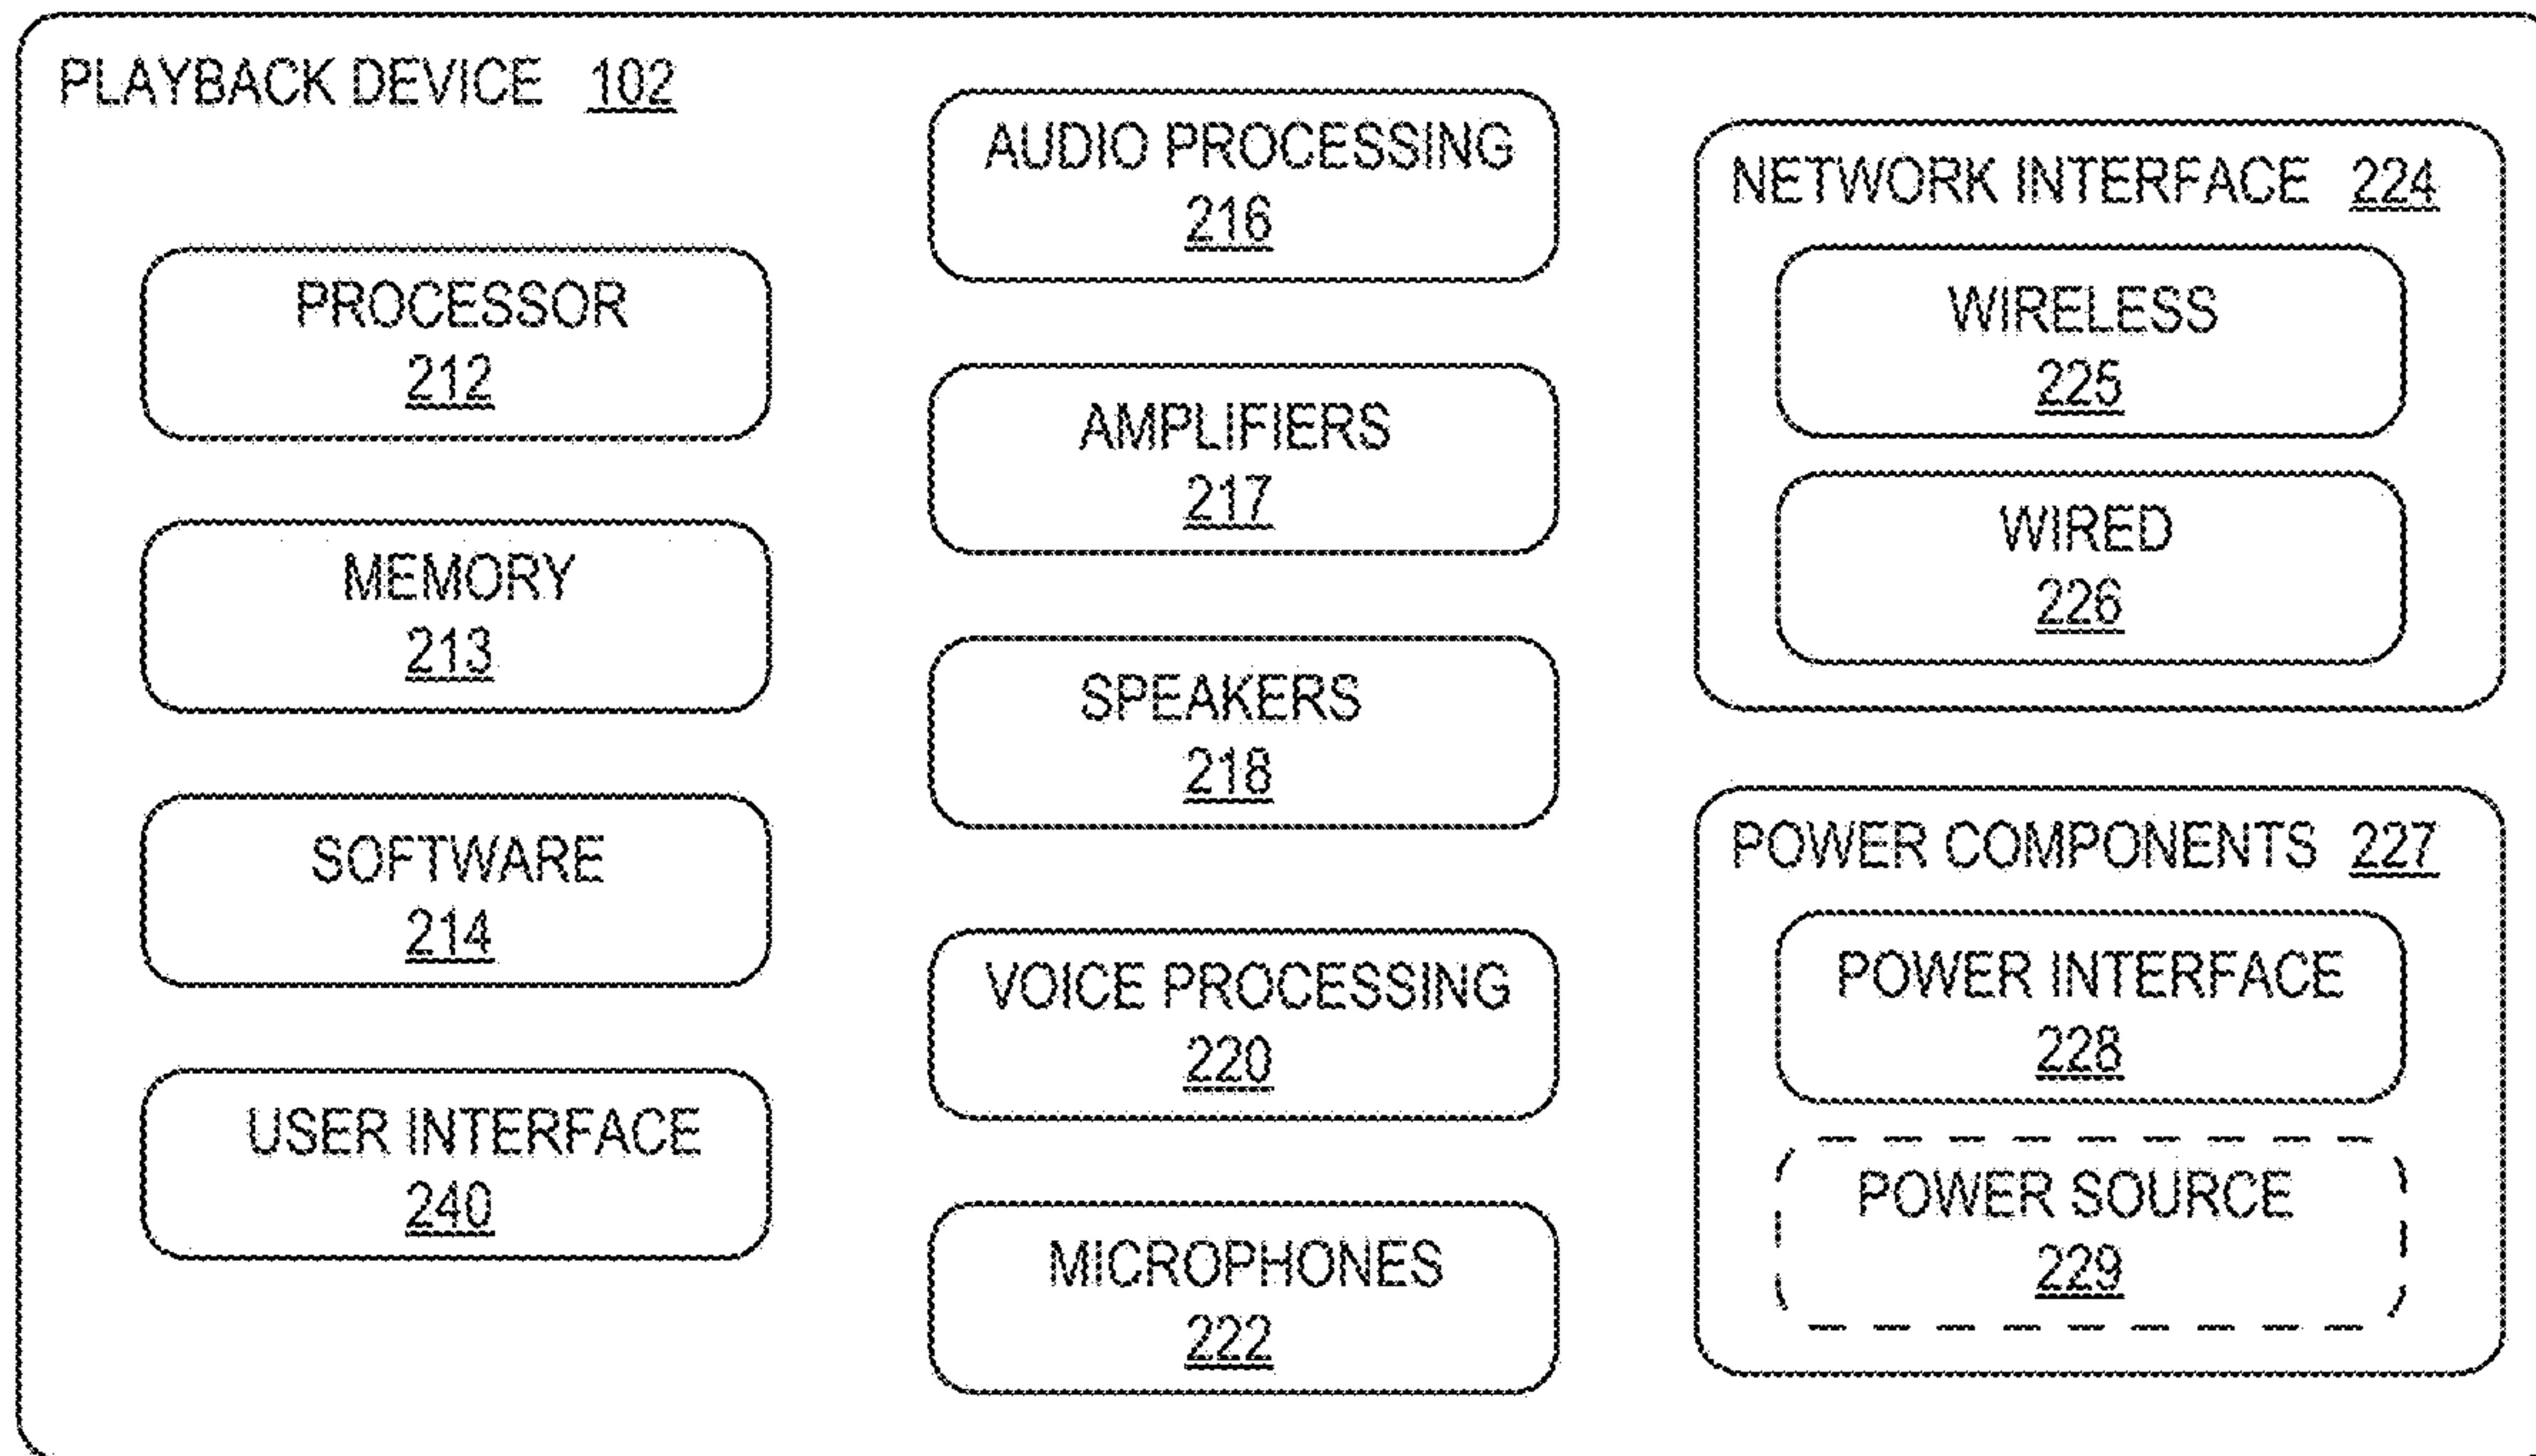 PLAYBACK DEVICE 102
PROCESSOR
212
MEMORY
213
SOFTWARE
214
USER INTERFACE
240
AUDIO PROCESSING
216
AMPLIFIERS
217
SPEAKERS
218
VOICE PROCESSING
220
MICROPHONES
222
NETWORK INTERFACE 224
WIRELESS
225
WIRED
226
POWER COMPONENTS 227
POWER INTERFACE
228
POWER SOURCE
229